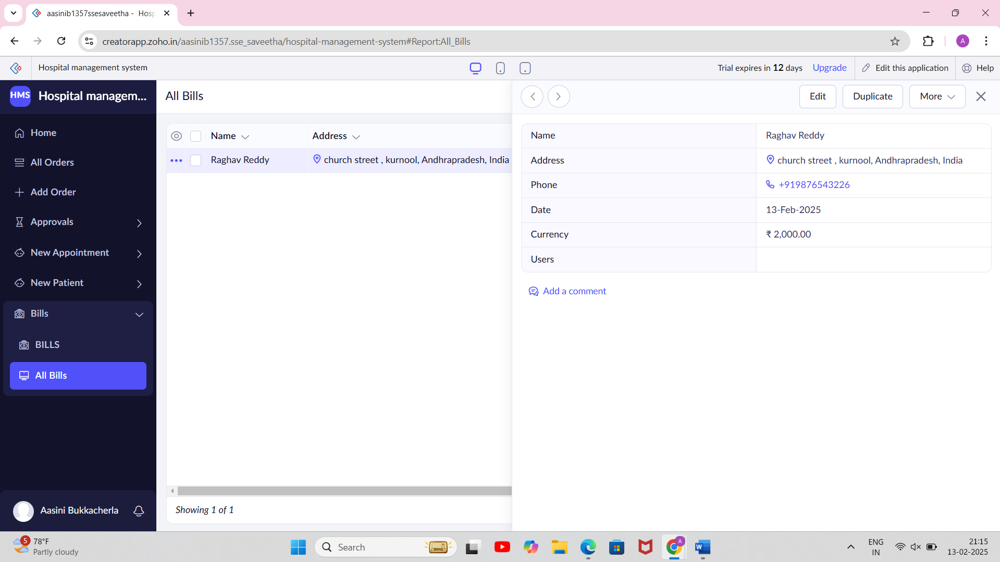 aasinib1357ssesaveetha - Hosp
creatorapp.zoho.in/aasinib1357.sse_saveetha/hospital-management-system#Report:All_Bills
A
Hospital management system
Trial expires in 12 days
Upgrade
Edit this application
Help
HMS
Hospital managem...
All Bills
Edit
Duplicate
More
Home
All Orders
Add Order
Approvals
New Appointment
New Patient
Bills
BILLS
All Bills
Aasini Bukkacherla
Name
Address
Raghav Reddy
church street , kurnool, Andhrapradesh, India
Showing 1 of 1
Name
Raghav Reddy
Address
church street , kurnool, Andhrapradesh, India
Phone
+919876543226
Date
13-Feb-2025
Currency
₹ 2,000.00
Users
Add a comment
5
78°F
Partly cloudy
Search
A
W
ENG
IN
21:15
13-02-2025